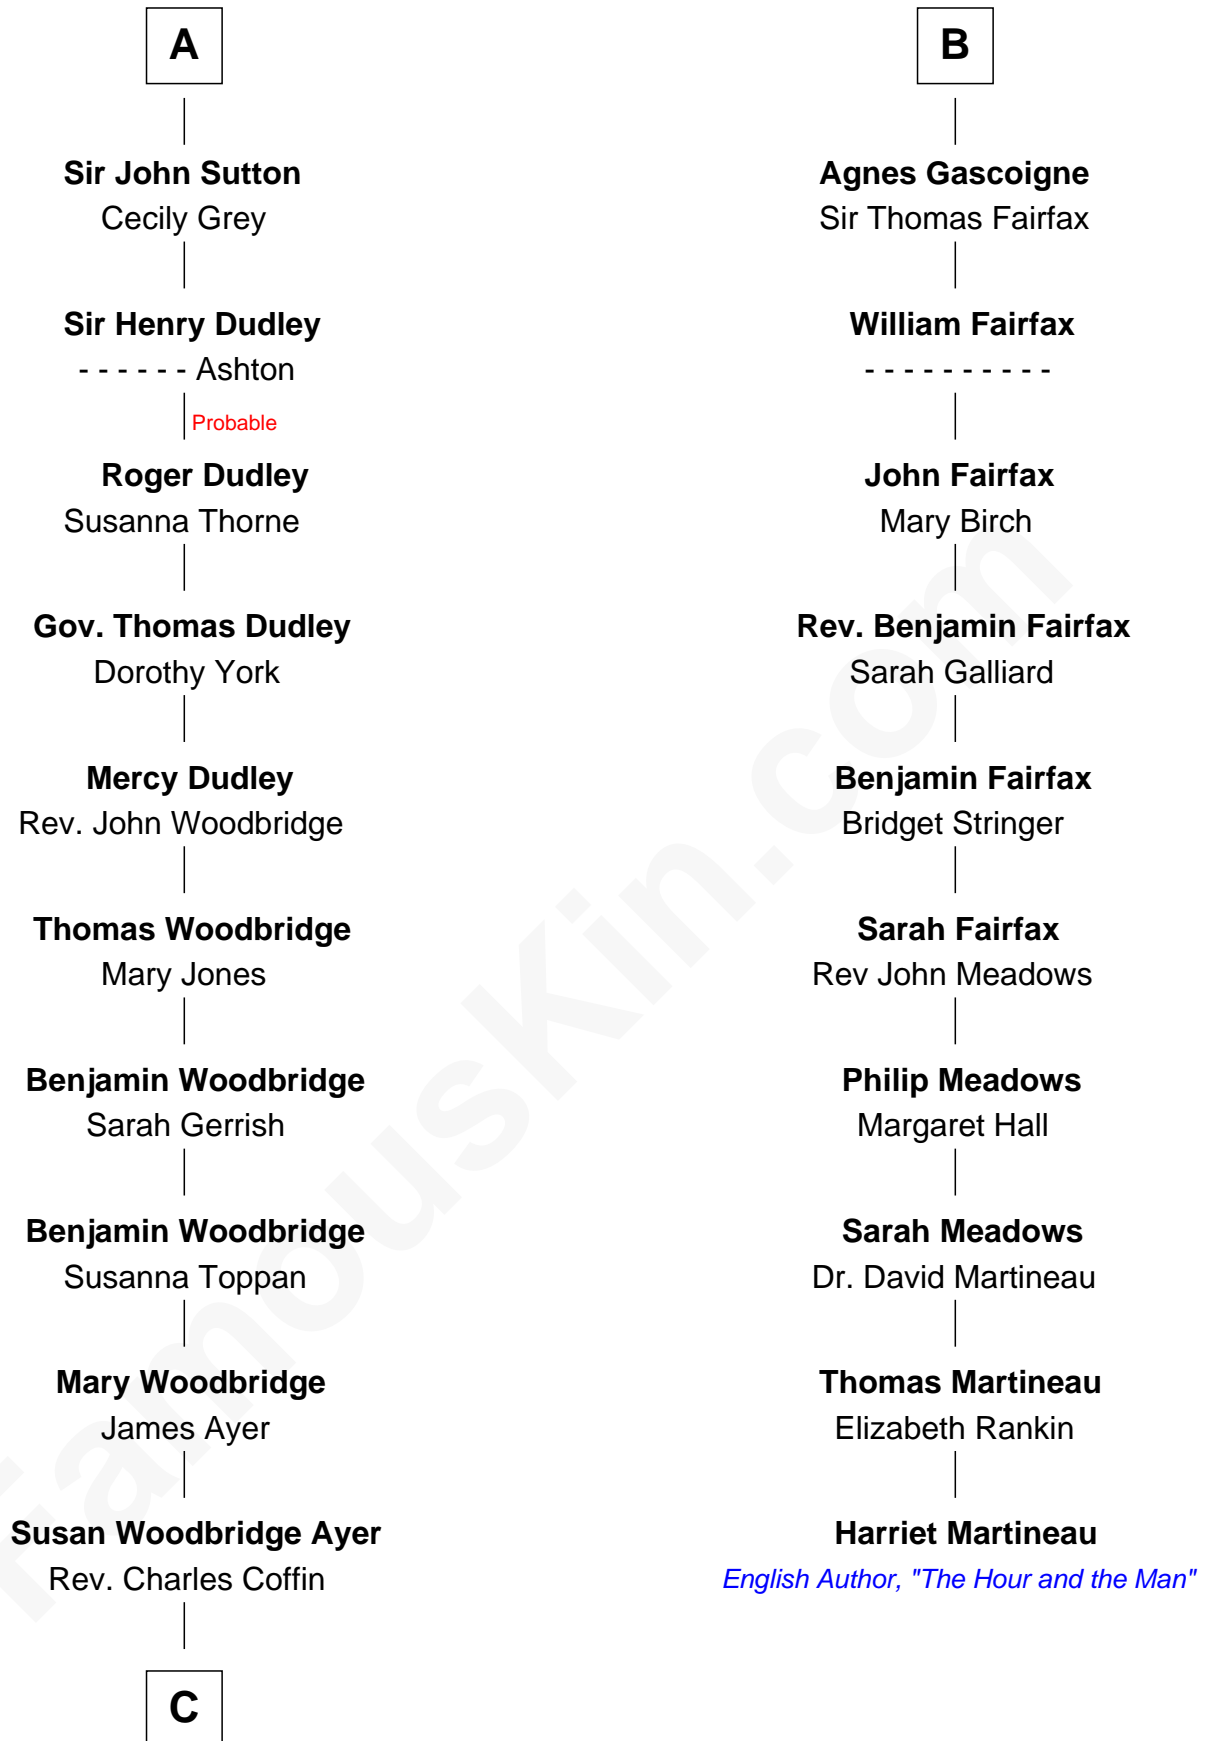 A
Sir John Sutton
Cecily Grey
Sir Henry Dudley
- - - - - - Ashton
Probable
Roger Dudley
Susanna Thorne
Gov. Thomas Dudley
Dorothy York
Mercy Dudley
Rev. John Woodbridge
Thomas Woodbridge
Mary Jones
Benjamin Woodbridge
Sarah Gerrish
Benjamin Woodbridge
Susanna Toppan
Mary Woodbridge
James Ayer
Susan Woodbridge Ayer
Rev. Charles Coffin
C
B
Agnes Gascoigne
Sir Thomas Fairfax
William Fairfax
- - - - - - - - - -
John Fairfax
Mary Birch
Rev. Benjamin Fairfax
Sarah Galliard
Benjamin Fairfax
Bridget Stringer
Sarah Fairfax
Rev John Meadows
Philip Meadows
Margaret Hall
Sarah Meadows
Dr. David Martineau
Thomas Martineau
Elizabeth Rankin
Harriet Martineau
English Author, "The Hour and the Man"
FamousKin.com